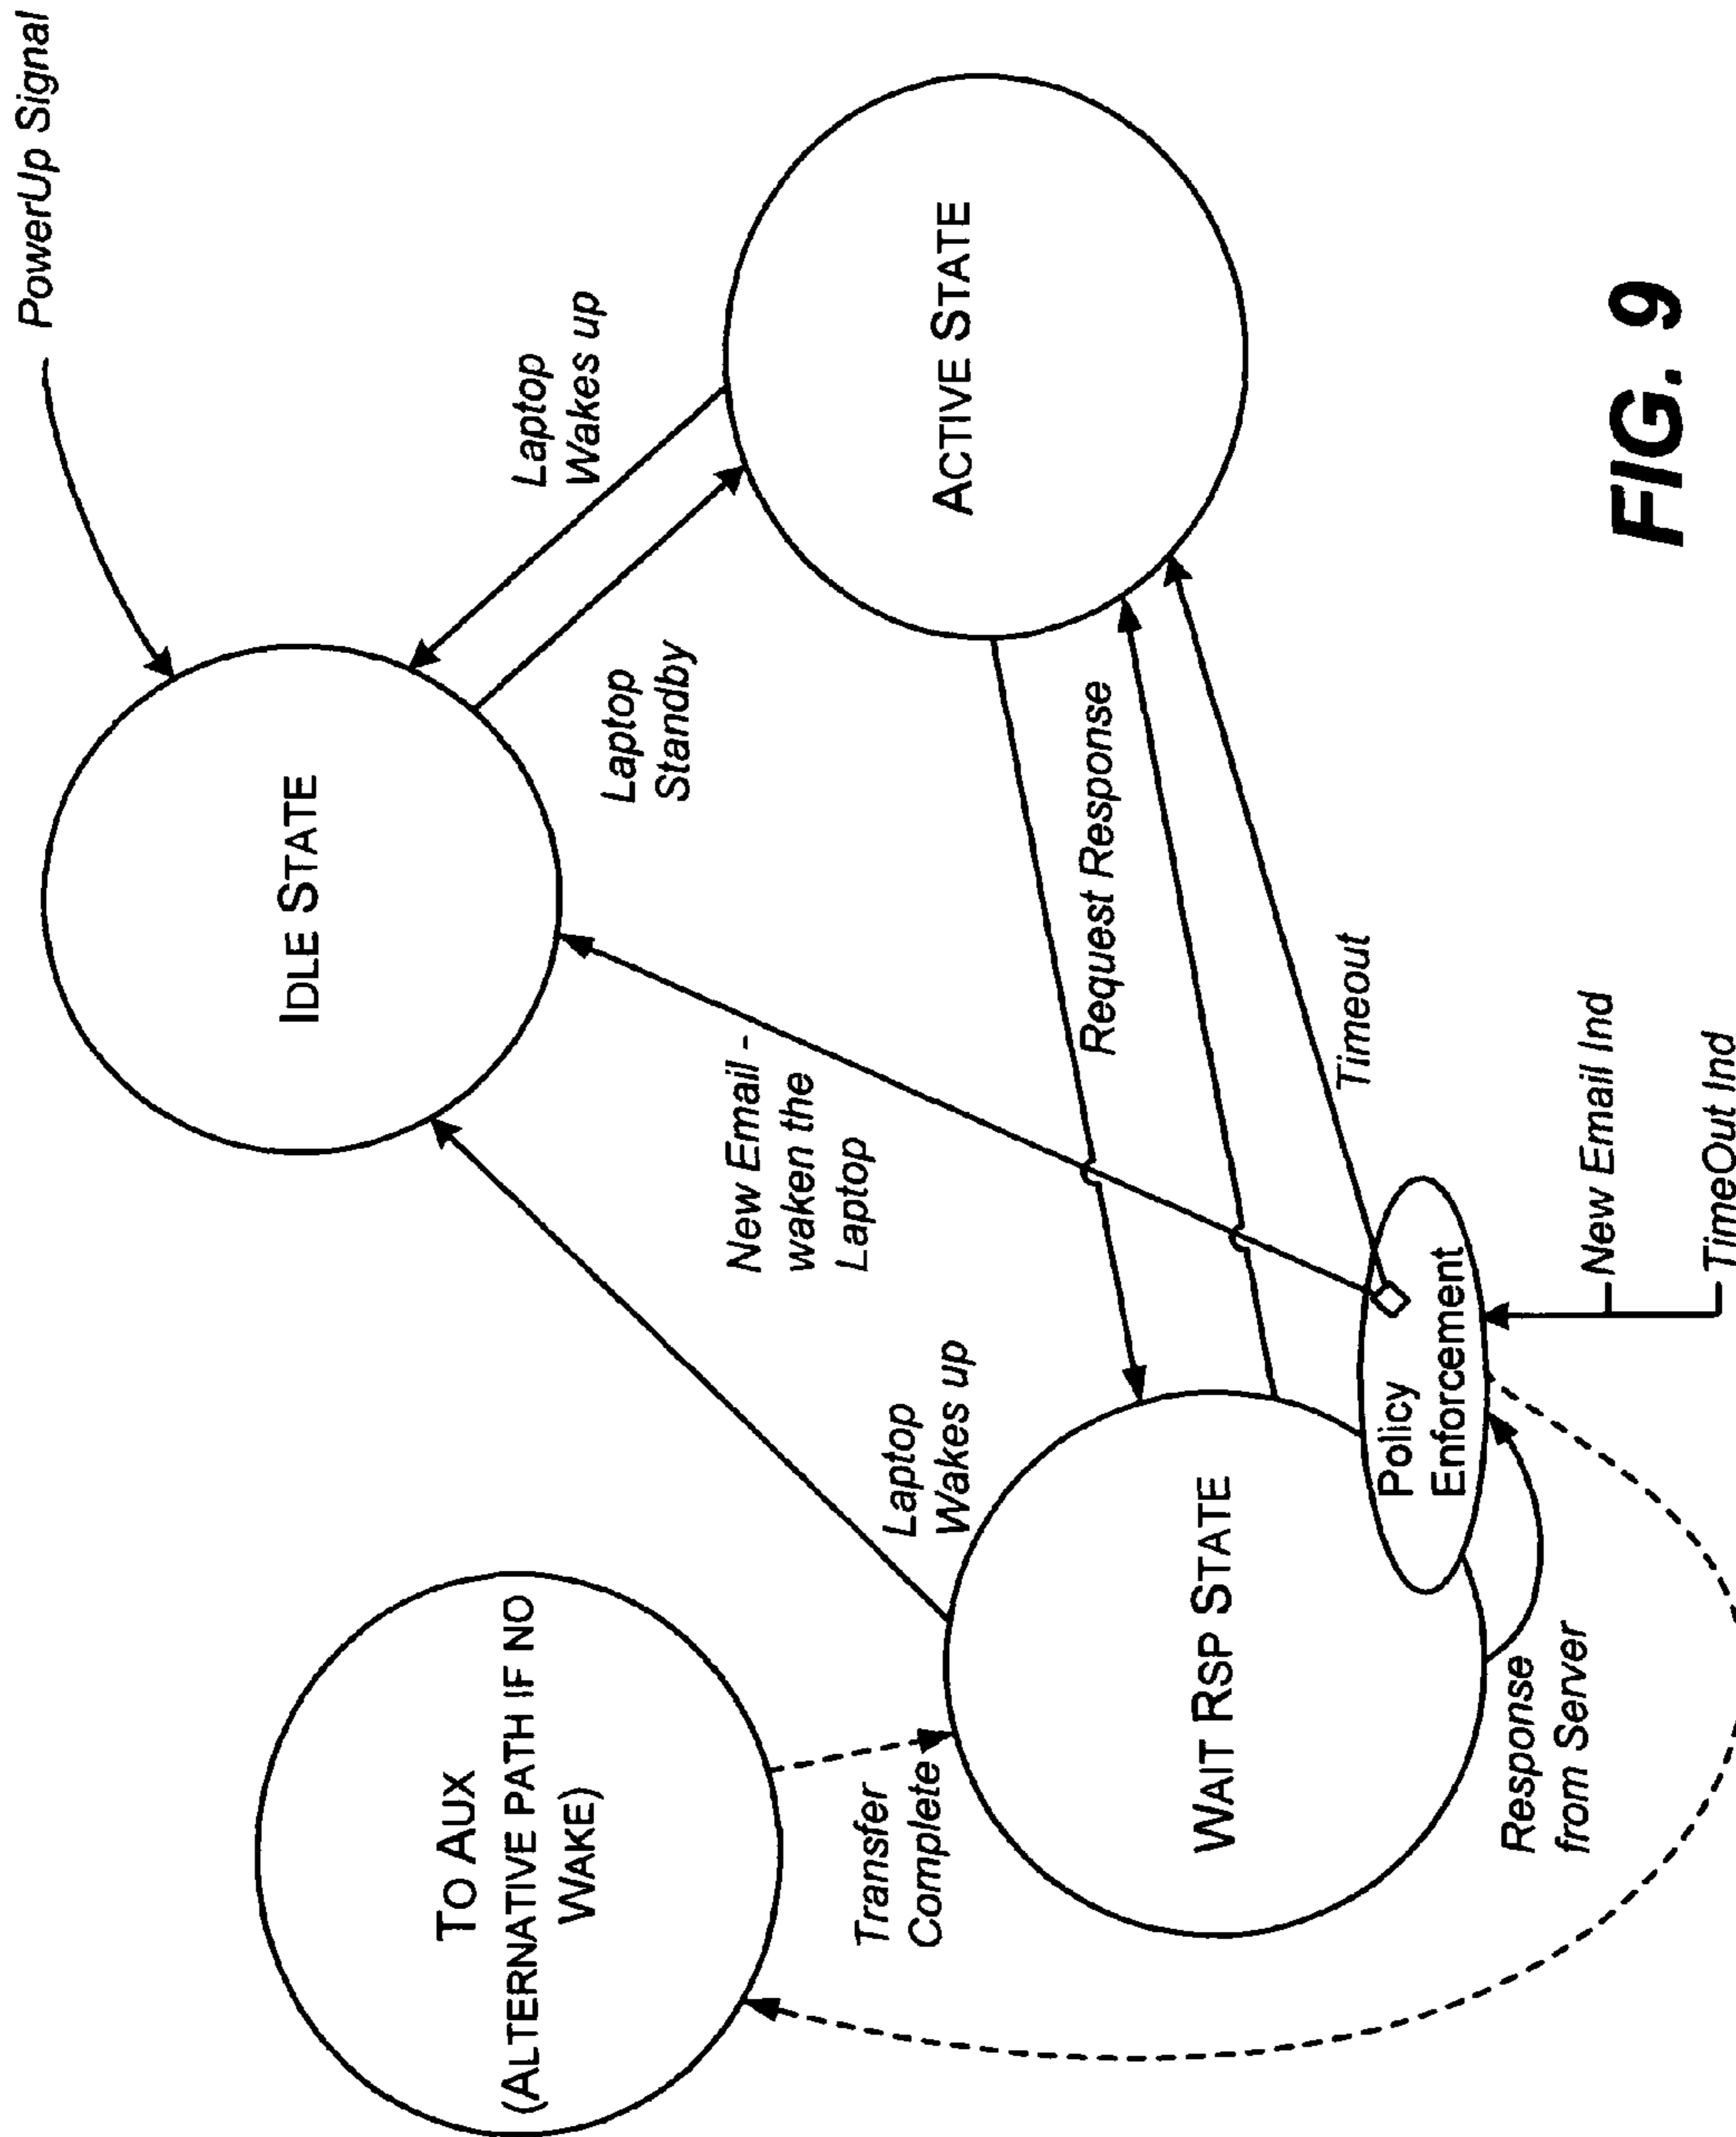 PowerUp Signal
IDLE STATE
Laptop
Wakes up
Laptop
Standby
ACTIVE STATE
TO AUX
(ALTERNATIVE PATH IF NO
WAKE)
New Email -
waken the
Laptop
Laptop
Wakes up
Transfer
Complete
Request Response
WAIT RSP STATE
Timeout
Policy
Enforcement
Response
from Server
New Email Ind
TimeOut Ind
FIG. 9